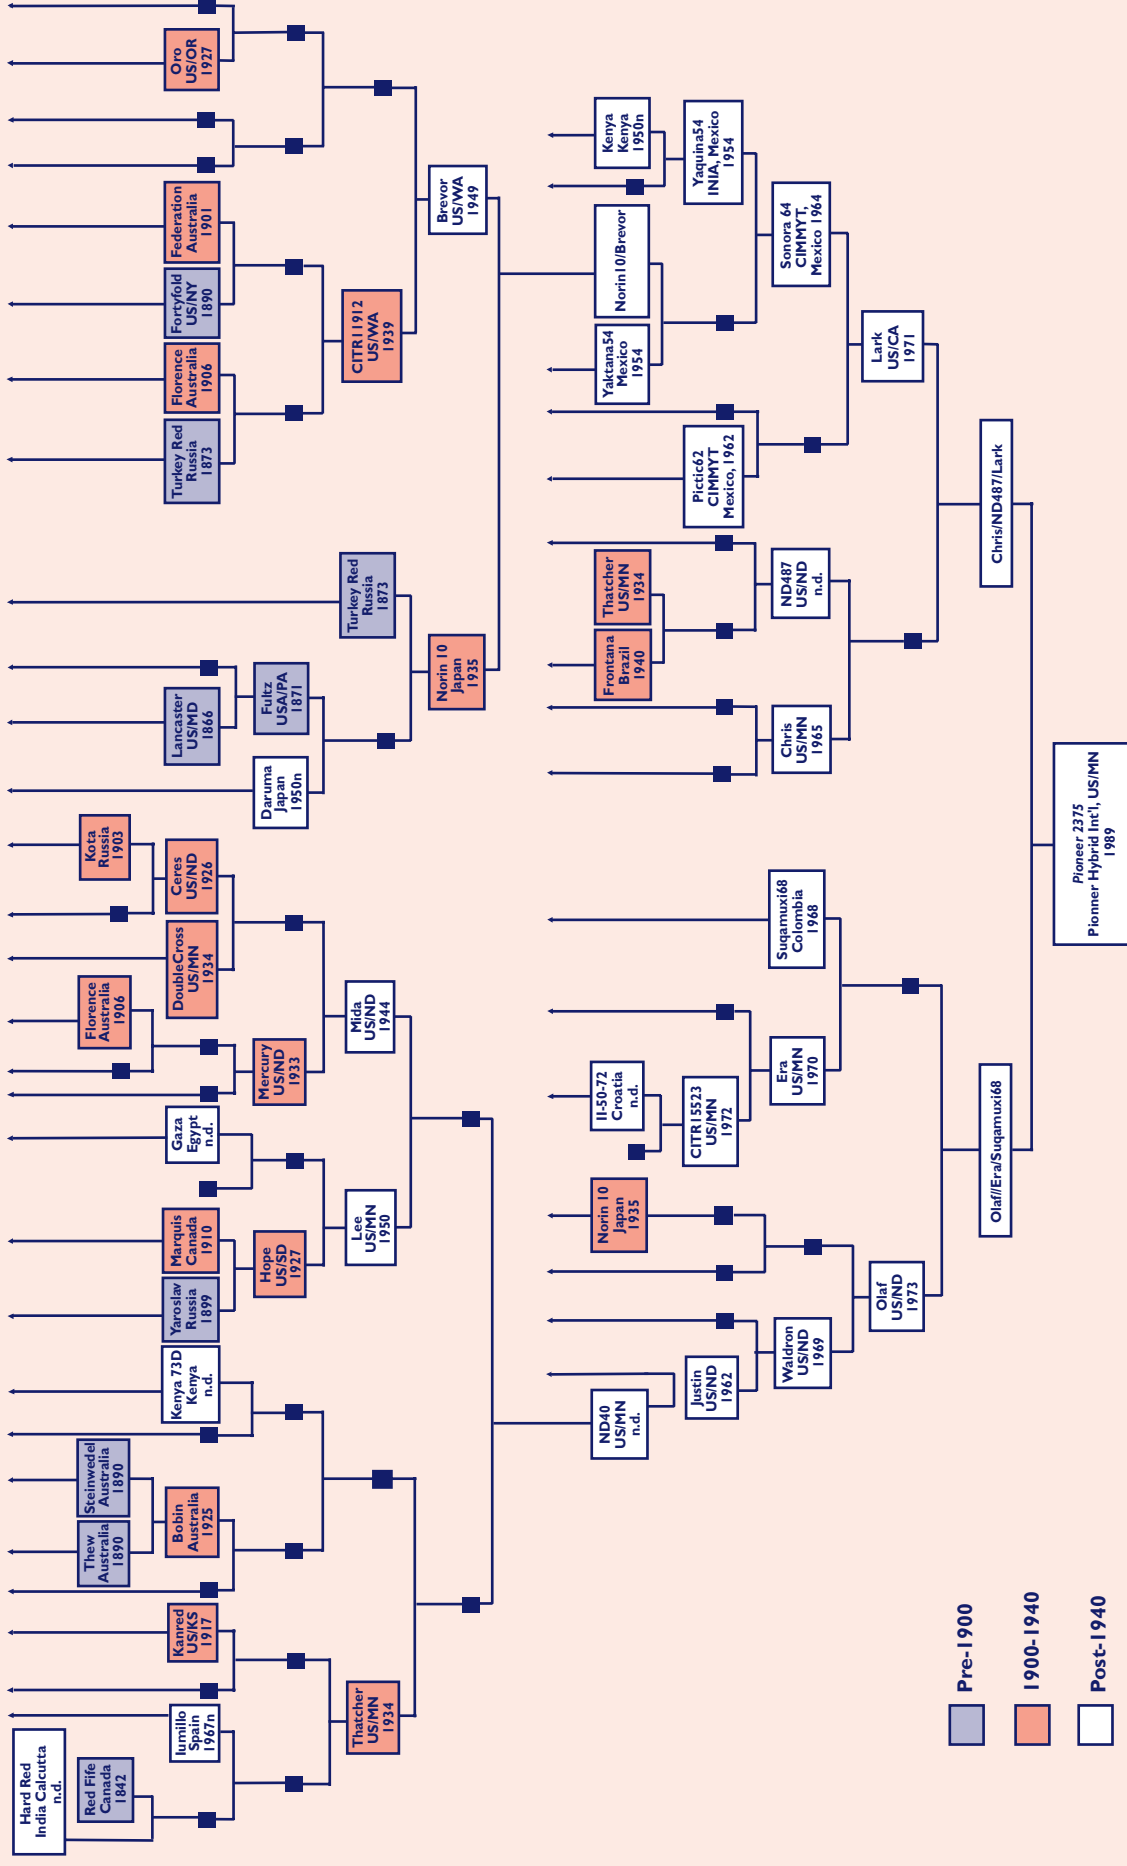 Hard Red
India Calcutta
n.d.
Red Fife
Canada
1842
Iumillo
Spain
1967n
Kanred
US/KS
1917
Thew
Australia
1890
Steinwedel
Australia
1890
Bobin
Australia
1925
Kenya 73D
Kenya
n.d.
Yaroslav
Russia
1899
Marquis
Canada
1910
Gaza
Egypt
n.d.
Hope
US/SD
1927
Florence
Australia
1906
Mercury
US/ND
1933
DoubleCross
US/MN
1934
Kota
Russia
1903
Ceres
US/ND
1926
Thatcher
US/MN
1934
Lee
US/MN
1950
Mida
US/ND
1944
Daruma
Japan
1950n
Lancaster
US/MD
1866
Fultz
USA/PA
1871
Turkey Red
Russia
1873
Norin 10
Japan
1935
Turkey Red
Russia
1873
Florence
Australia
1906
Fortyfold
US/NY
1890
Federation
Australia
1901
Oro
US/OR
1927
CITR11912
US/WA
1939
Brevor
US/WA
1949
ND40
US/MN
n.d.
Justin
US/ND
1962
Waldron
US/ND
1969
Norin 10
Japan
1935
Olaf
US/ND
1973
II-50-72
Croatia
n.d.
CITR15523
US/MN
1972
Era
US/MN
1970
Suqamuxi68
Colombia
1968
Olaf//Era/Suqamuxi68
Chris
US/MN
1965
Frontana
Brazil
1940
Thatcher
US/MN
1934
ND487
US/ND
n.d.
Pictic62
CIMMYT
Mexico, 1962
Yaktana54
Mexico
1954
Norin10/Brevor
Kenya
Kenya
1950n
Yaquina54
INIA, Mexico
1954
Sonora 64
CIMMYT,
Mexico 1964
Lark
US/CA
1971
Chris/ND487/Lark
Pioneer 2375
Pionner Hybrid Int'l, US/MN
1989
Pre-1900
1900-1940
Post-1940